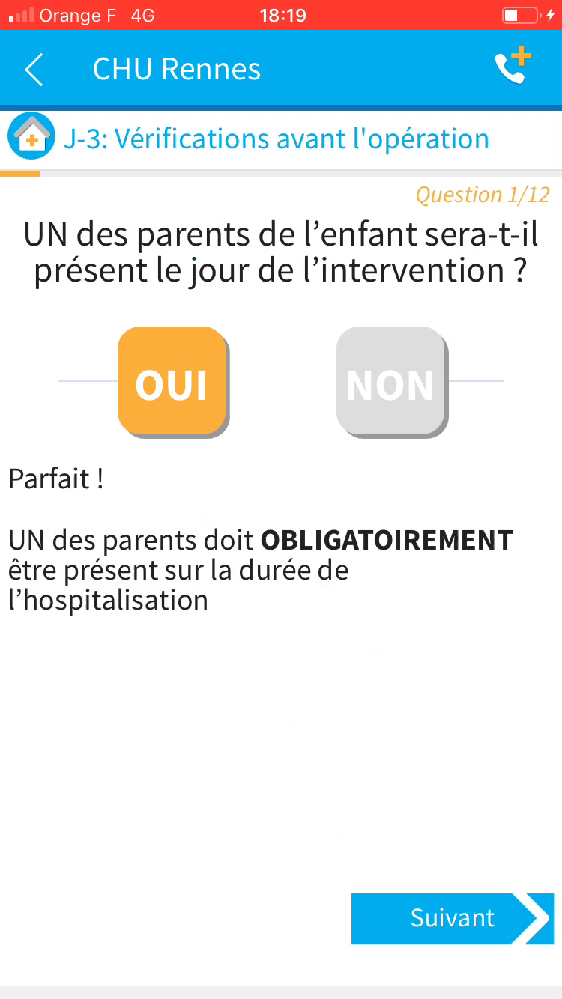 Orange F 4G 18:19
CHU Rennes
J-3: Vérifications avant l'opération
Question 1/12
UN des parents de l’enfant sera-t-il
présent le jour de l’intervention ?
OUI NON
Parfait !
UN des parents doit OBLIGATOIREMENT
être présent sur la durée de
l’hospitalisation
Suivant